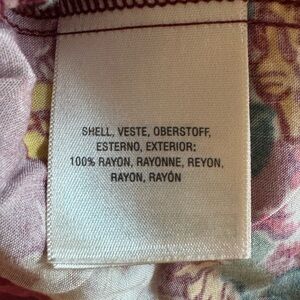 SHELL, VESTE, OBERSTOFF,
ESTERNO, EXTERIOR:
100% RAYON, RAYONNE, REYON,
RAYON, RAYÓN